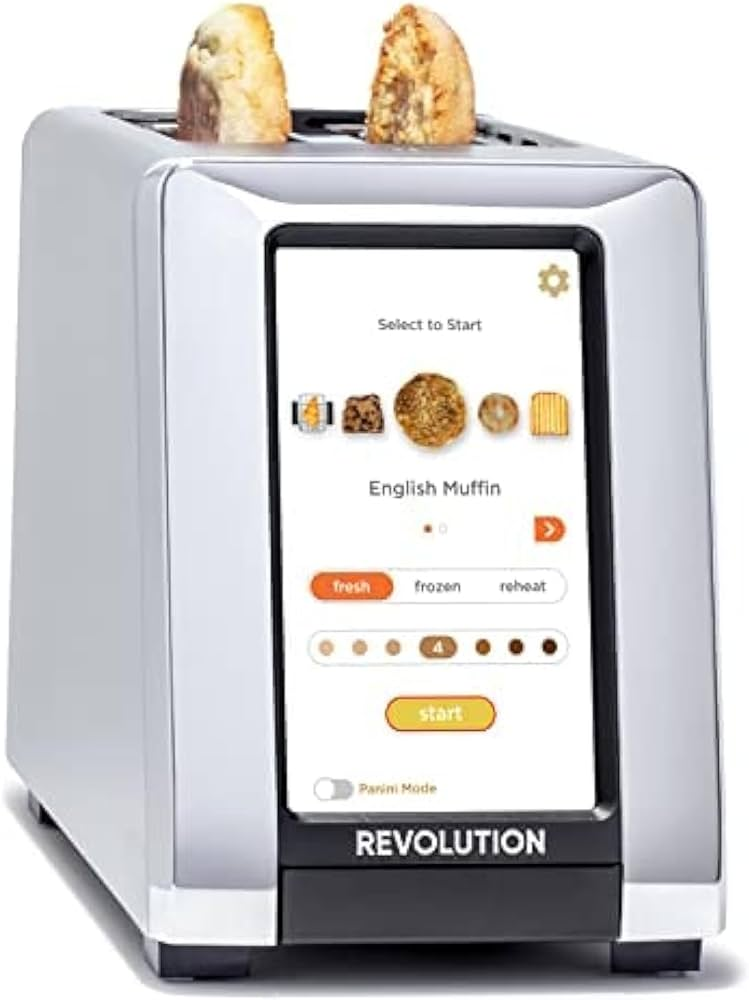 Select to Start
English Muffin
fresh frozen reheat
4
start
Panini Mode
REVOLUTION